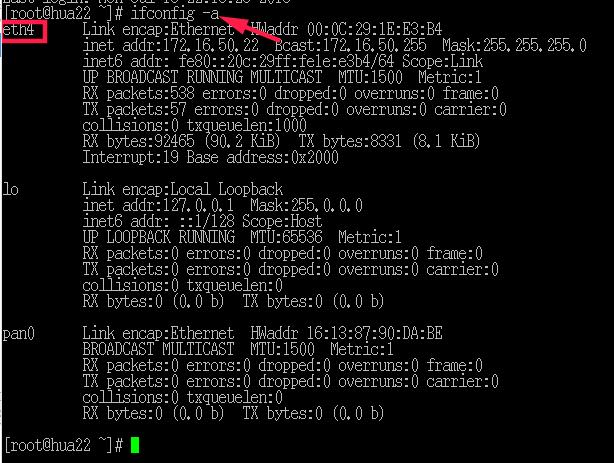 [root@hua22 ~]# ifconfig -a
eth4 Link encap:Ethernet HWaddr 00:0C:29:1E:E3:B4
inet addr:172.16.50.22 Bcast:172.16.50.255 Mask:255.255.255.0
inet6 addr: fe80::20c:29ff:fe1e:e3b4/64 Scope:Link
UP BROADCAST RUNNING MULTICAST MTU:1500 Metric:1
RX packets:538 errors:0 dropped:0 overruns:0 frame:0
TX packets:57 errors:0 dropped:0 overruns:0 carrier:0
collisions:0 txqueuelen:1000
RX bytes:92465 (90.2 KiB) TX bytes:8331 (8.1 KiB)
Interrupt:19 Base address:0x2000
lo Link encap:Local Loopback
inet addr:127.0.0.1 Mask:255.0.0.0
inet6 addr: ::1/128 Scope:Host
UP LOOPBACK RUNNING MTU:65536 Metric:1
RX packets:0 errors:0 dropped:0 overruns:0 frame:0
TX packets:0 errors:0 dropped:0 overruns:0 carrier:0
collisions:0 txqueuelen:0
RX bytes:0 (0.0 b) TX bytes:0 (0.0 b)
pan0 Link encap:Ethernet HWaddr 16:13:87:90:DA:BE
BROADCAST MULTICAST MTU:1500 Metric:1
RX packets:0 errors:0 dropped:0 overruns:0 frame:0
TX packets:0 errors:0 dropped:0 overruns:0 carrier:0
collisions:0 txqueuelen:0
RX bytes:0 (0.0 b) TX bytes:0 (0.0 b)
[root@hua22 ~]#